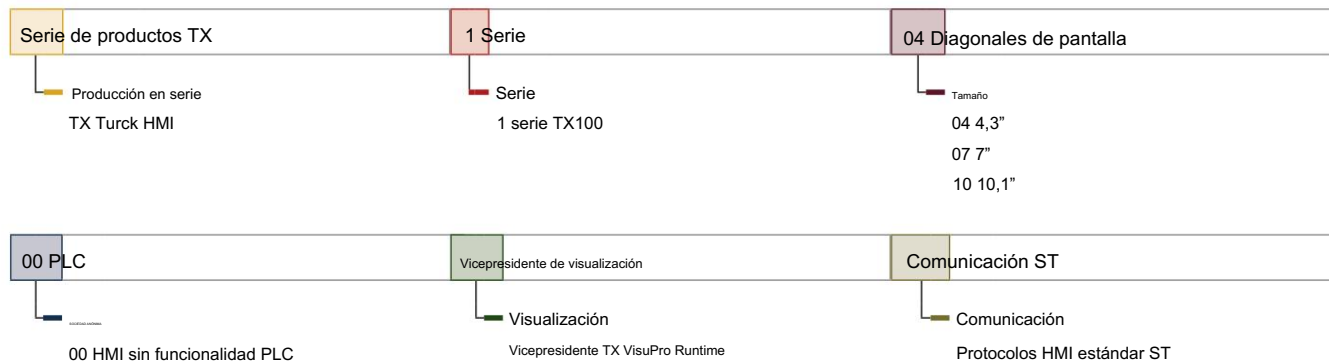 Serie de productos TX
1 Serie
04 Diagonales de pantalla
Producción en serie
TX Turck HMI
Serie
1 serie TX100
Tamaño
04 4,3”
07 7”
10 10,1”
00 PLC
Vicepresidente de visualización
Comunicación ST
00 HMI sin funcionalidad PLC
Visualización
Vicepresidente TX VisuPro Runtime
Comunicación
Protocolos HMI estándar ST